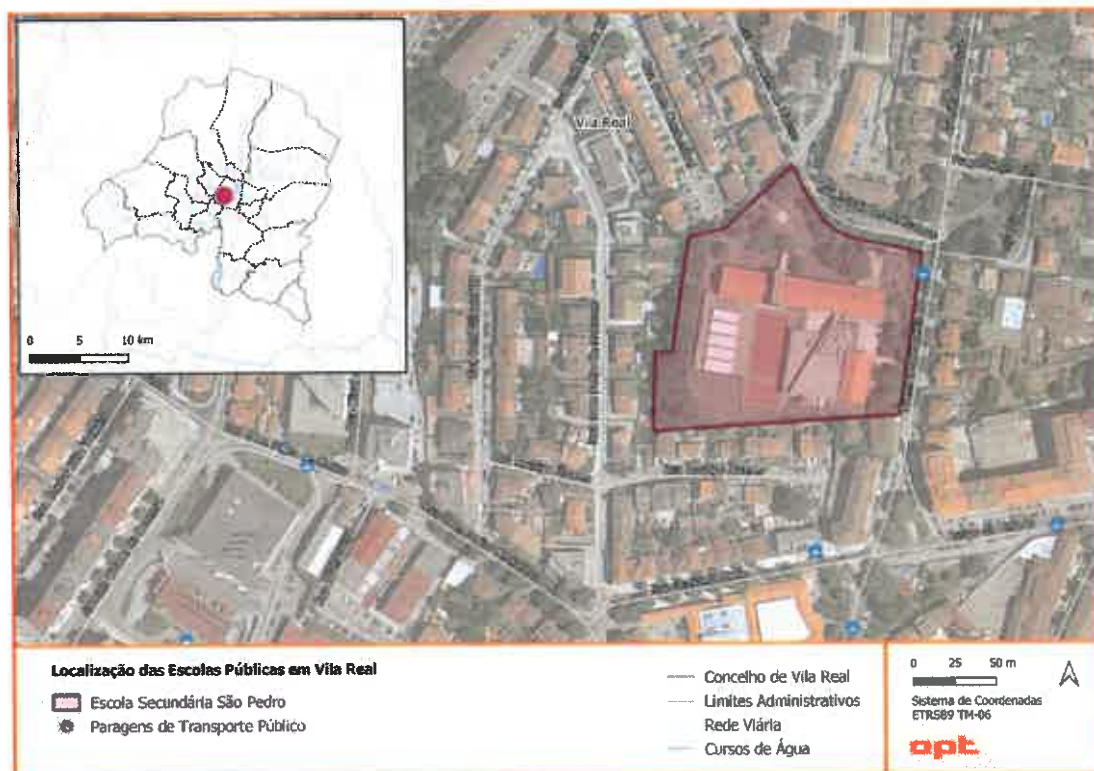 0 5 10 km
Vila Real
Localização das Escolas Públicas em Vila Real
Escola Secundária São Pedro
Paragens de Transporte Público
Concelho de Vila Real
Limites Administrativos
Rede Viária
Cursos de Água
0 25 50 m
Sistema de Coordenadas
ETRS89 TM-06
opt